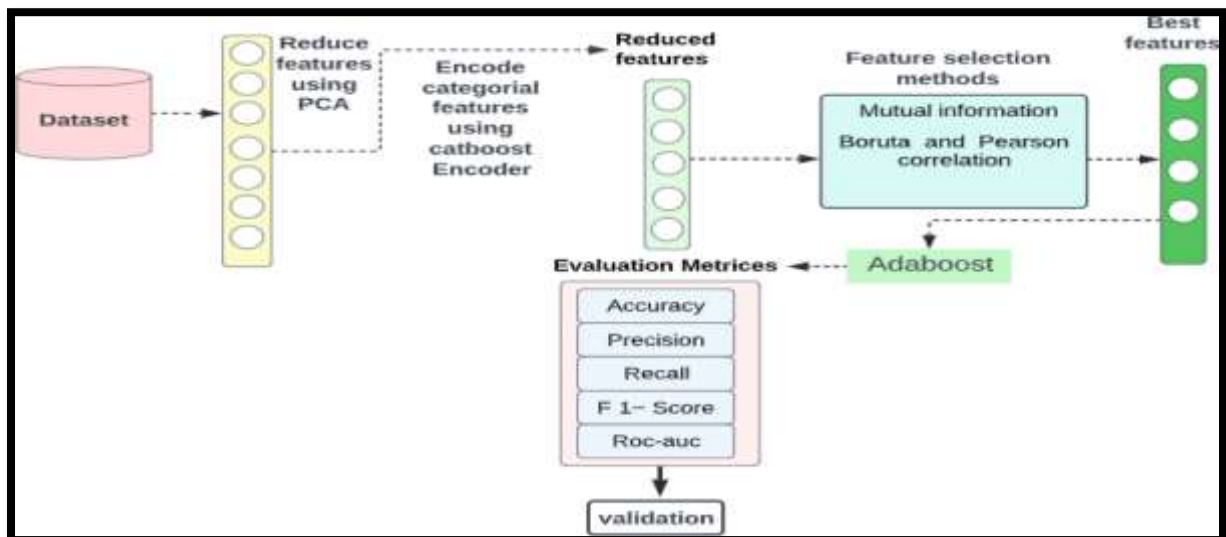 Dataset
Reduce
features
using
PCA
Encode
categorial
features
using
catboost
Encoder
Reduced
features
Feature selection
methods
Mutual information
Boruta and Pearson
correlation
Best
features
Adaboost
Evaluation Metrices
Accuracy
Precision
Recall
F 1− Score
Roc-auc
validation